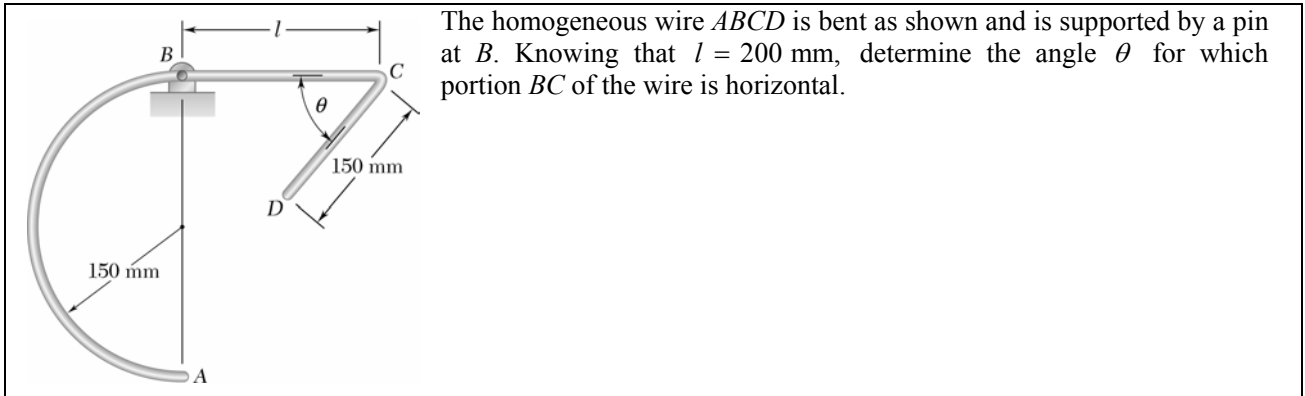 The homogeneous wire ABCD is bent as shown and is supported by a pin
at B. Knowing that l = 200 mm, determine the angle θ for which
portion BC of the wire is horizontal.
l
B
C
θ
150 mm
D
150 mm
A